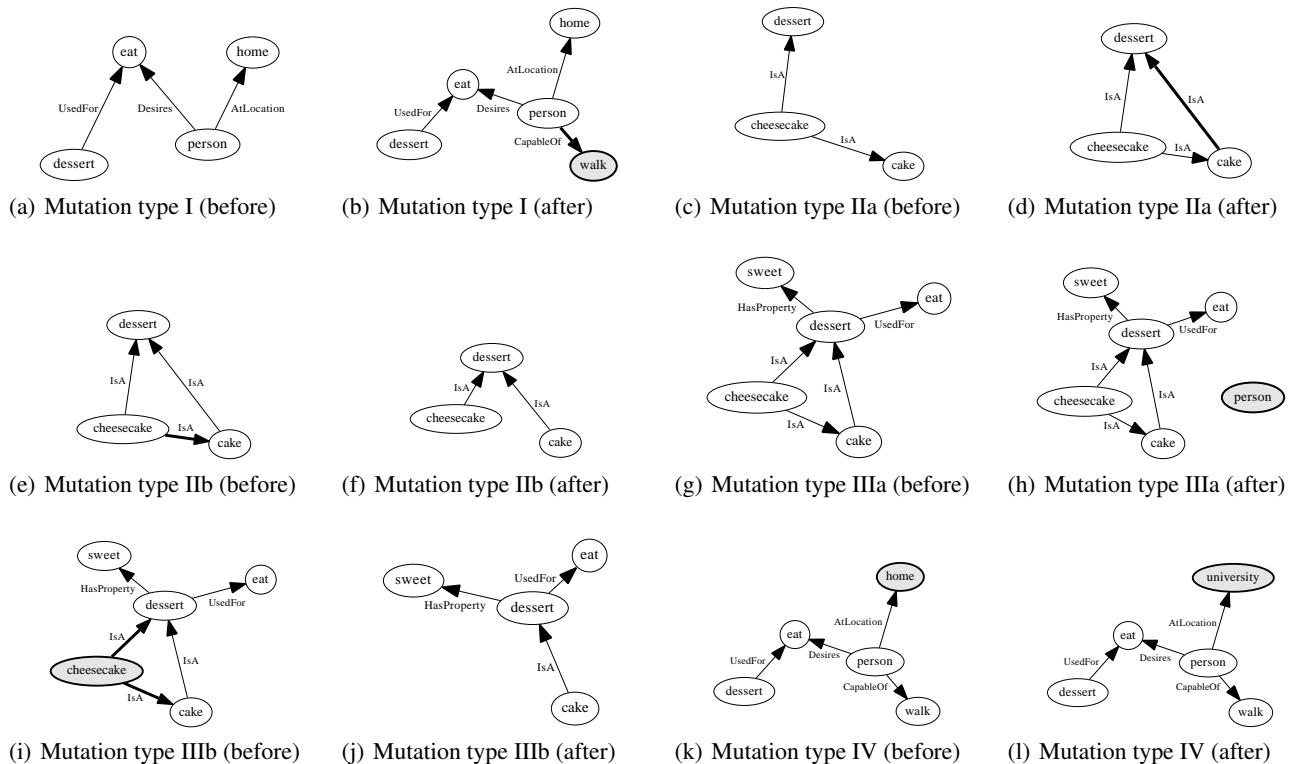 home
dessert
dessert
eat
home
AtLocation
IsA
IsA
IsA
eat
UsedFor
Desires
AtLocation
UsedFor
Desires
person
cheesecake
cheesecake
person
CapableOf
IsA
IsA
dessert
dessert
walk
cake
cake
(a) Mutation type I (before)
(b) Mutation type I (after)
(c) Mutation type IIa (before)
(d) Mutation type IIa (after)
sweet
sweet
eat
eat
HasProperty
HasProperty
dessert
dessert
dessert
UsedFor
UsedFor
dessert
IsA
IsA
IsA
IsA
IsA
IsA
IsA
IsA
cheesecake
cheesecake
cheesecake
person
cheesecake
IsA
IsA
IsA
cake
cake
cake
cake
(e) Mutation type IIb (before)
(f) Mutation type IIb (after)
(g) Mutation type IIIa (before)
(h) Mutation type IIIa (after)
sweet
eat
eat
sweet
UsedFor
home
university
HasProperty
UsedFor
dessert
HasProperty
dessert
AtLocation
AtLocation
IsA
eat
eat
IsA
UsedFor
Desires
person
UsedFor
Desires
person
cheesecake
IsA
CapableOf
CapableOf
IsA
dessert
dessert
cake
cake
walk
walk
(i) Mutation type IIIb (before)
(j) Mutation type IIIb (after)
(k) Mutation type IV (before)
(l) Mutation type IV (after)